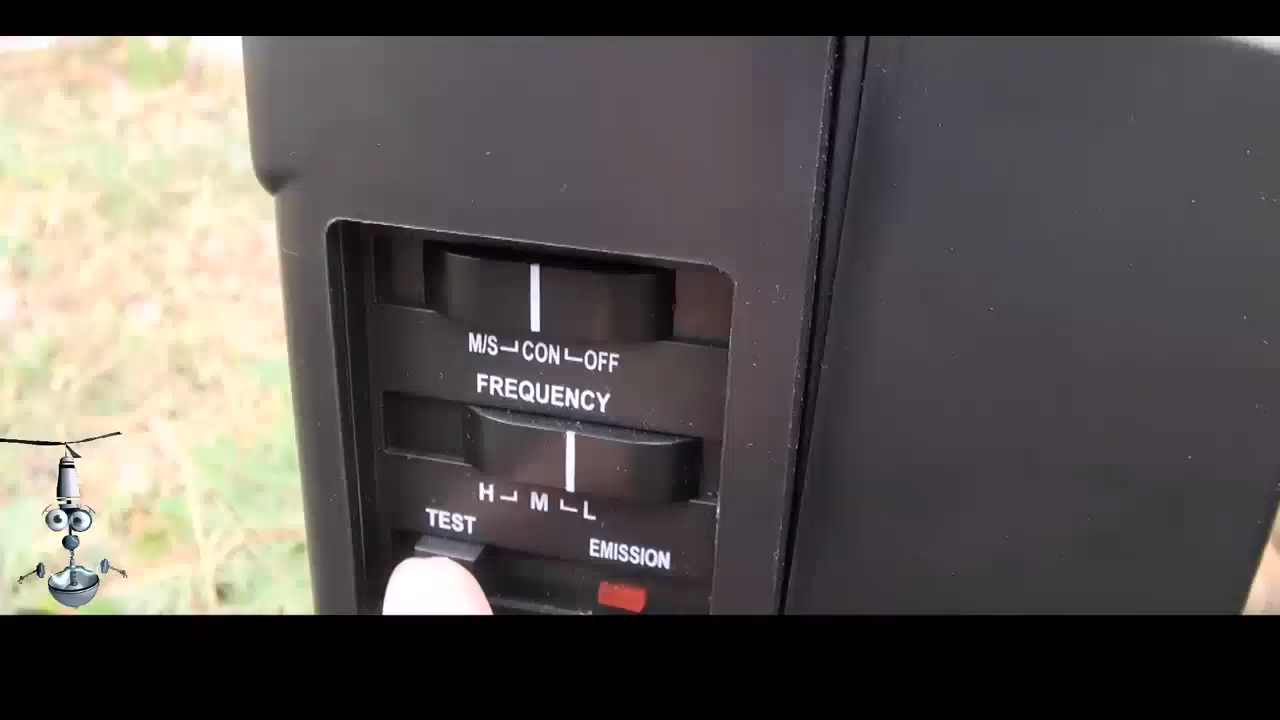 M/S CON OFF
FREQUENCY
H M L
TEST
EMISSION